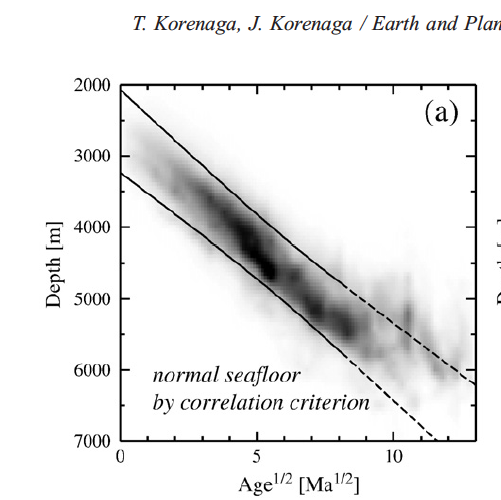 T. Korenaga, J. Korenaga / Earth and Plan
(a)
2000
3000
4000
5000
6000
7000
Depth [m]
normal seafloor
by correlation criterion
0 5 10
Age1/2 [Ma1/2]